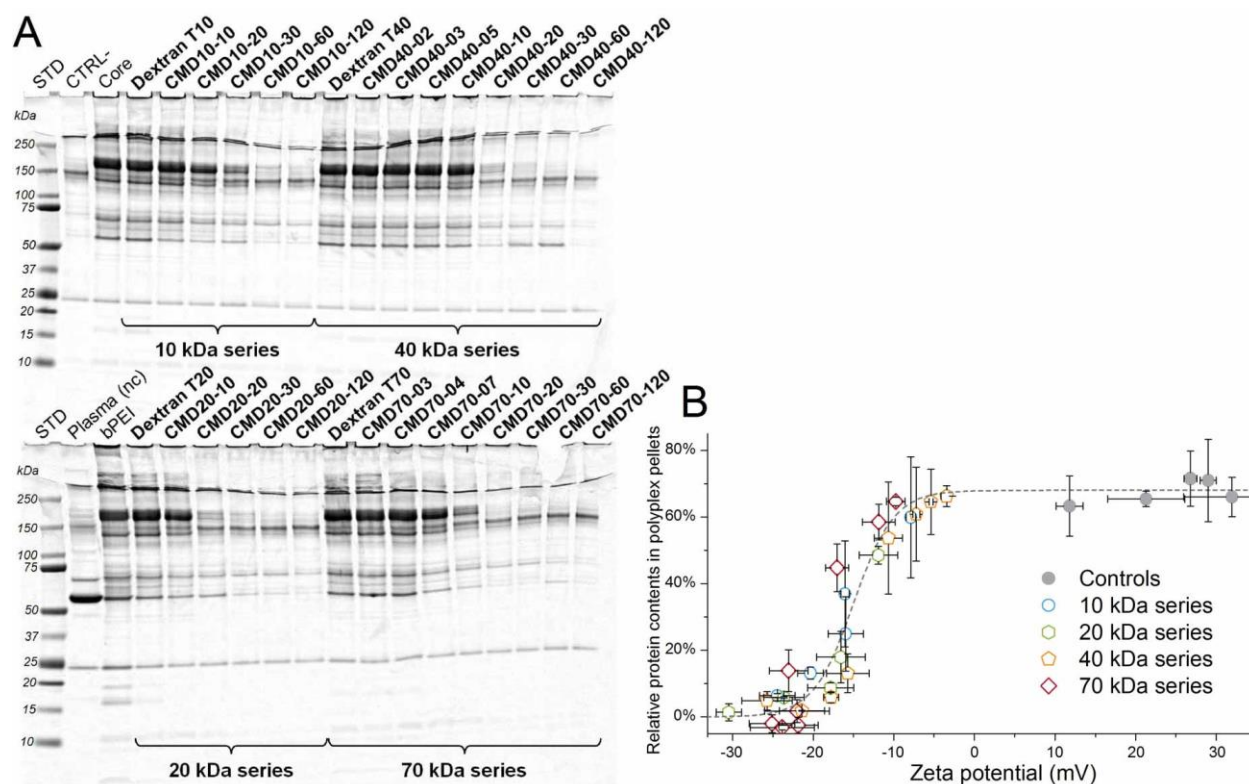 A
STD
CTRL-
Core
Dextran T10
CMD10-10
CMD10-20
CMD10-30
CMD10-60
CMD10-120
Dextran T40
CMD40-02
CMD40-03
CMD40-05
CMD40-10
CMD40-20
CMD40-30
CMD40-60
CMD40-120
kDa
250
150
100
75
50
37
25
20
15
10
10 kDa series
40 kDa series
STD
Plasma (nc)
bPEI
Dextran T20
CMD20-10
CMD20-20
CMD20-30
CMD20-60
CMD20-120
Dextran T70
CMD70-03
CMD70-04
CMD70-07
CMD70-10
CMD70-20
CMD70-30
CMD70-60
CMD70-120
kDa
250
150
100
75
50
37
25
20
15
10
20 kDa series
70 kDa series
B
Relative protein contents in polyplex pellets
80%
60%
40%
20%
0%
Controls
10 kDa series
20 kDa series
40 kDa series
70 kDa series
-30
-20
-10
0
10
20
30
Zeta potential (mV)